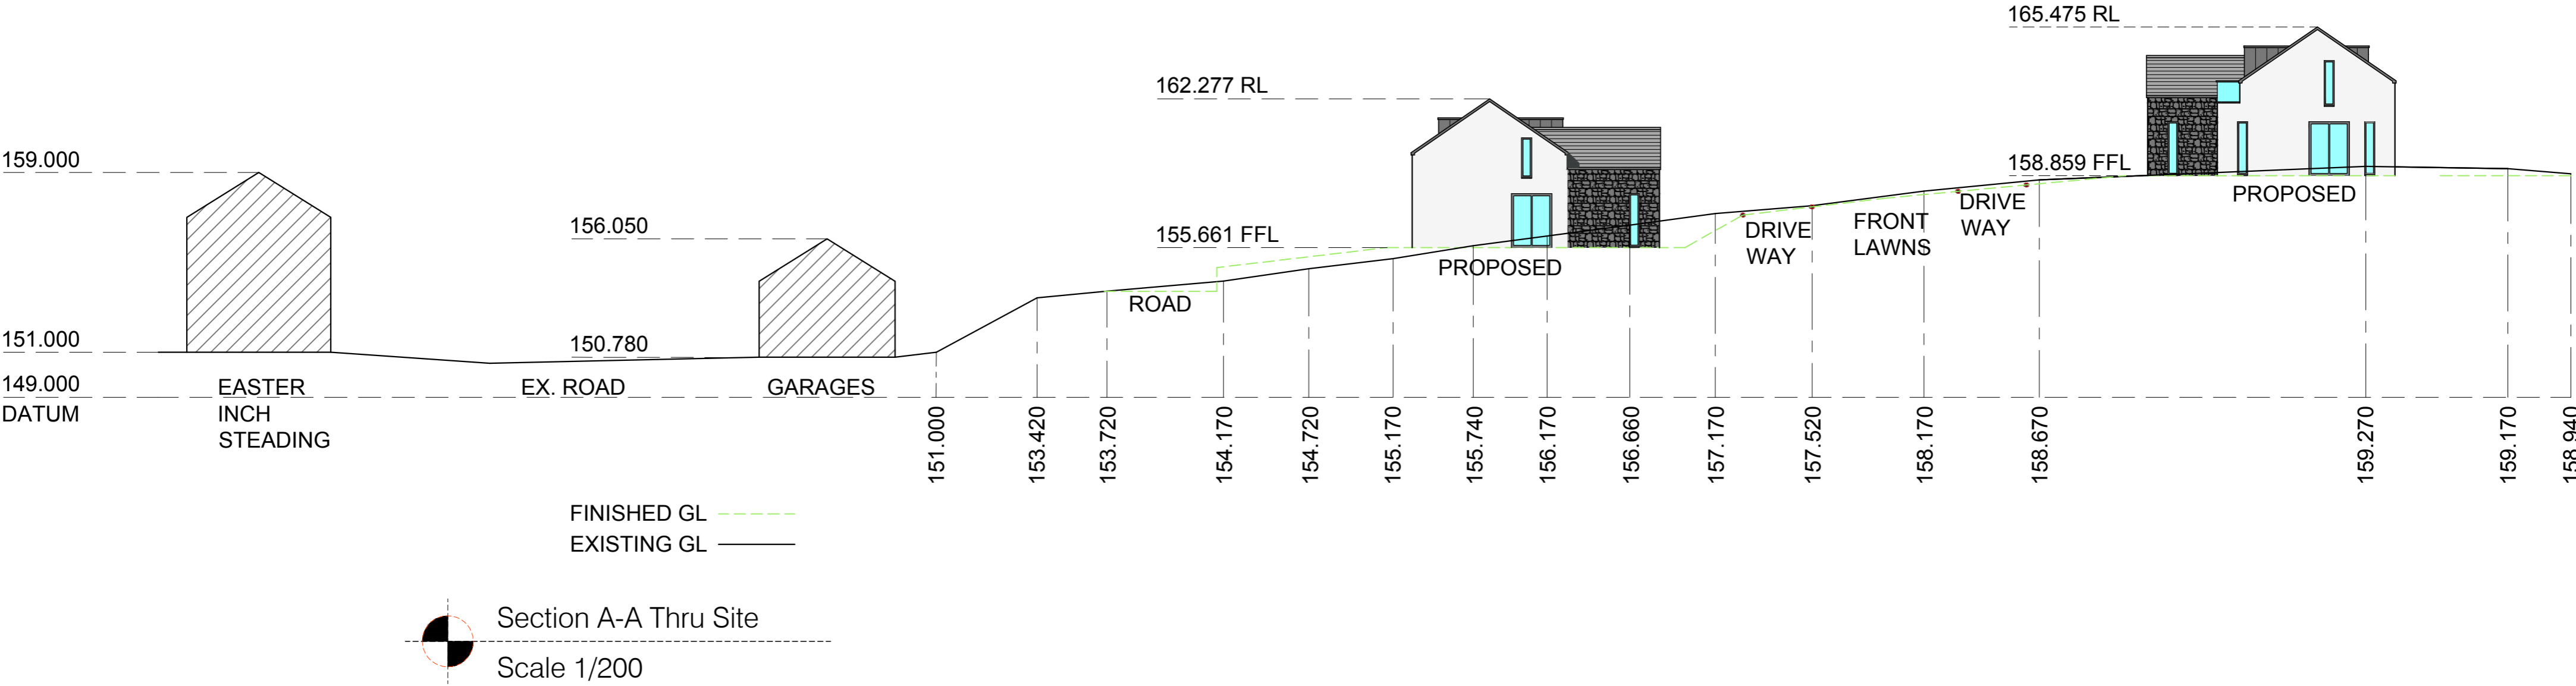 165.475 RL
162.277 RL
159.000
158.859 FFL
PROPOSED
156.050
155.661 FFL
PROPOSED
DRIVE
WAY
FRONT
LAWNS
DRIVE
WAY
ROAD
151.000
150.780
149.000
DATUM
EASTER
INCH
STEADING
EX. ROAD
GARAGES
151.000
153.420
153.720
154.170
154.720
155.170
155.740
156.170
156.660
157.170
157.520
158.170
158.670
159.270
159.170
158.940
FINISHED GL
EXISTING GL
Section A-A Thru Site
Scale 1/200